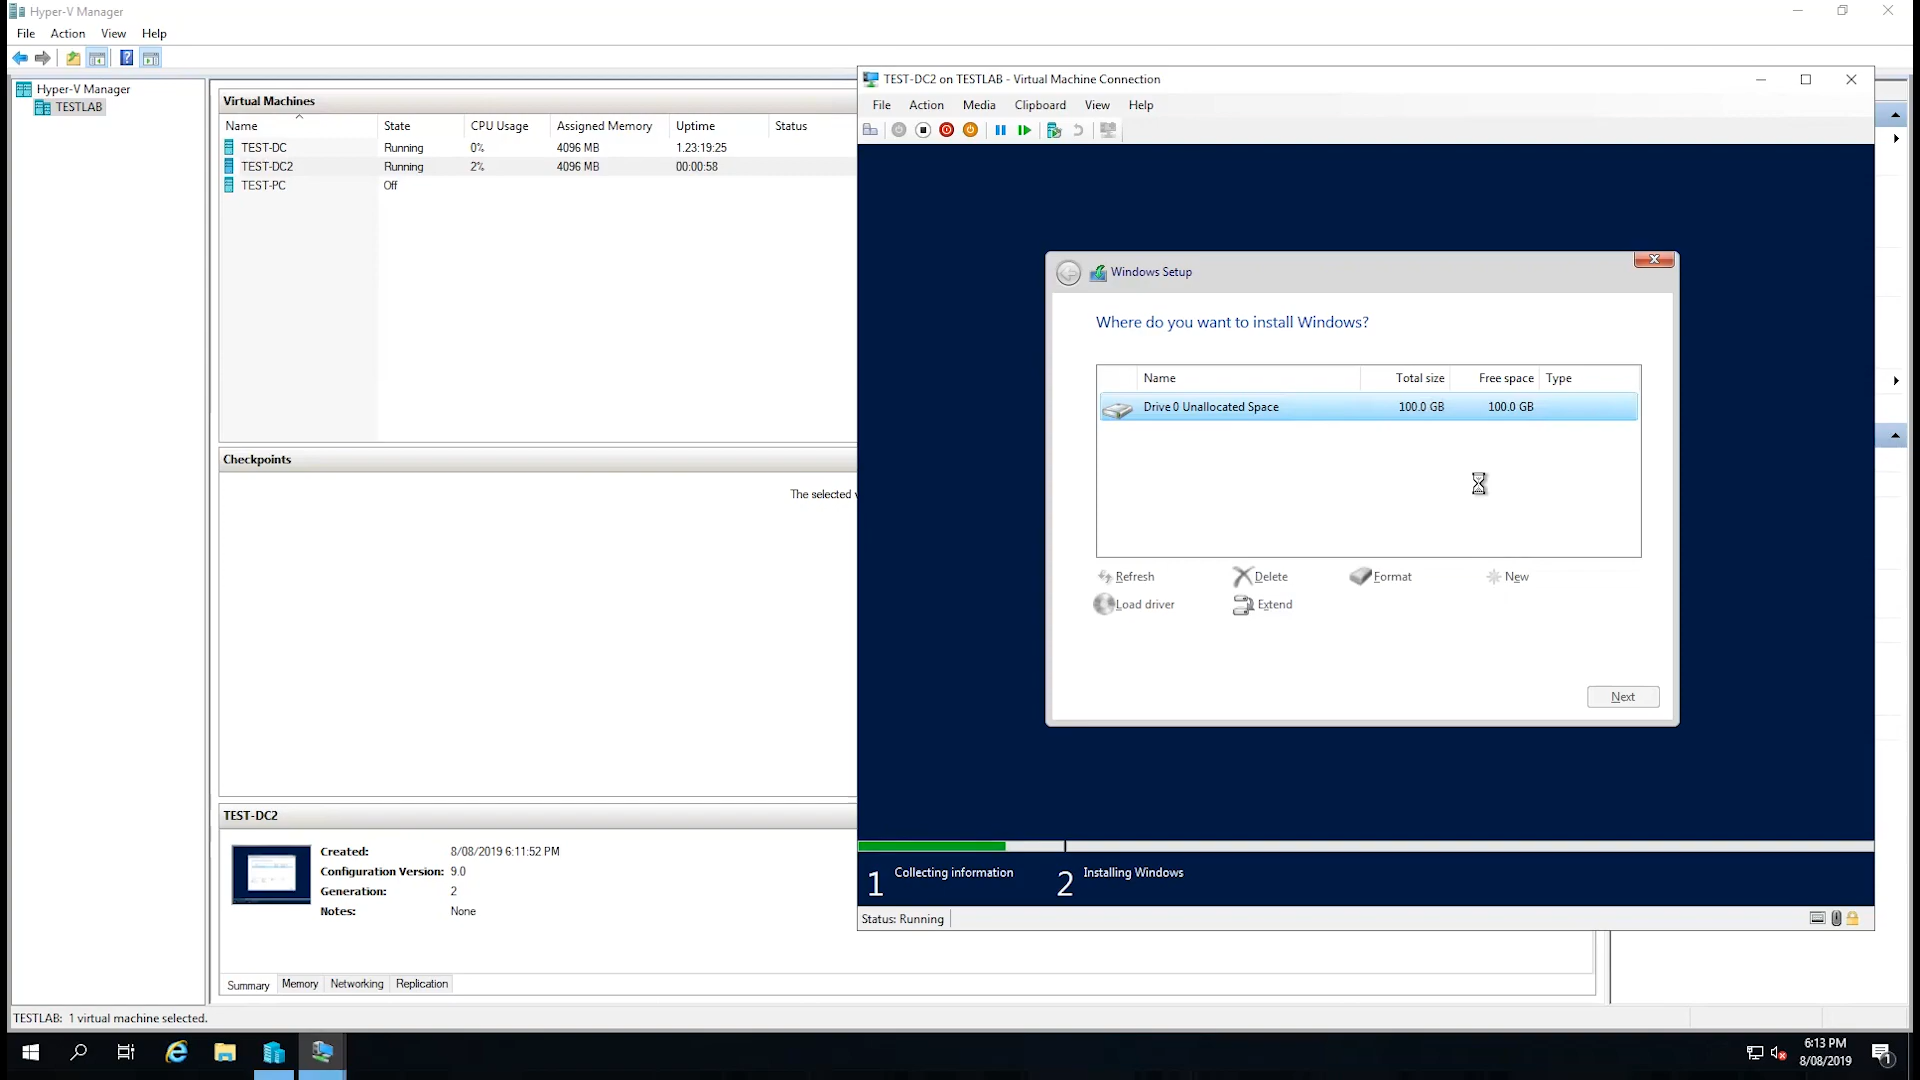 Hyper-V Manager
File Action View Help
Hyper-V Manager
TESTLAB
Virtual Machines
Name State CPU Usage Assigned Memory Uptime Status
TEST-DC Running 0% 4096 MB 1.23:19:25
TEST-DC2 Running 2% 4096 MB 00:00:58
TEST-PC Off
Checkpoints
The selected v
TEST-DC2
Created: 8/08/2019 6:11:52 PM
Configuration Version: 9.0
Generation: 2
Notes: None
Summary Memory Networking Replication
TESTLAB: 1 virtual machine selected.
TEST-DC2 on TESTLAB - Virtual Machine Connection
File Action Media Clipboard View Help
Windows Setup
Where do you want to install Windows?
Name Total size Free space Type
Drive 0 Unallocated Space 100.0 GB 100.0 GB
Refresh Delete Format New
Load driver Extend
Next
1 Collecting information 2 Installing Windows
Status: Running
6:13 PM
8/08/2019
1